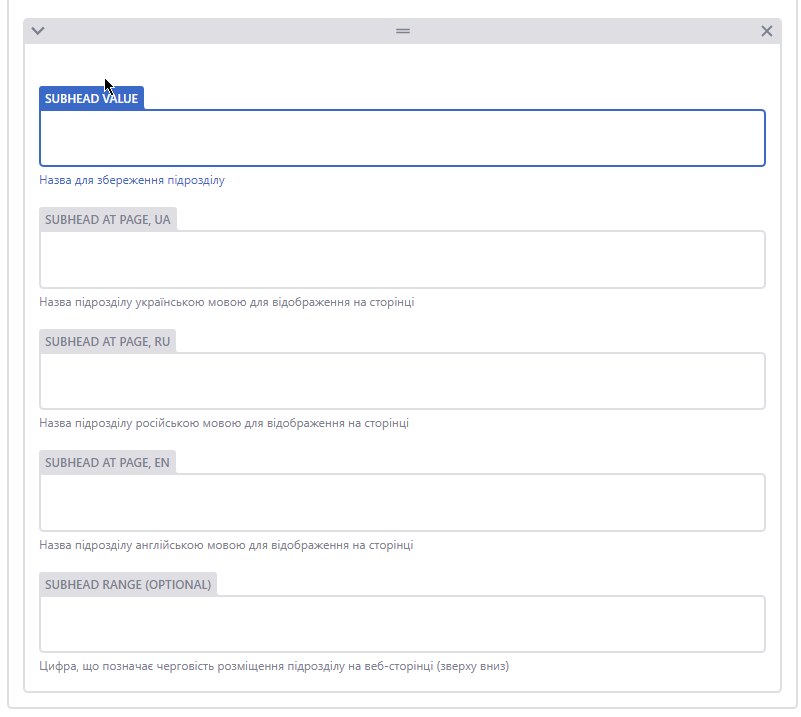 SUBHEAD VALUE
Назва для збереження підрозділу
SUBHEAD AT PAGE, UA
Назва підрозділу українською мовою для відображення на сторінці
SUBHEAD AT PAGE, RU
Назва підрозділу російською мовою для відображення на сторінці
SUBHEAD AT PAGE, EN
Назва підрозділу англійською мовою для відображення на сторінці
SUBHEAD RANGE (OPTIONAL)
Цифра, що позначає черговість розміщення підрозділу на веб-сторінці (зверху вниз)